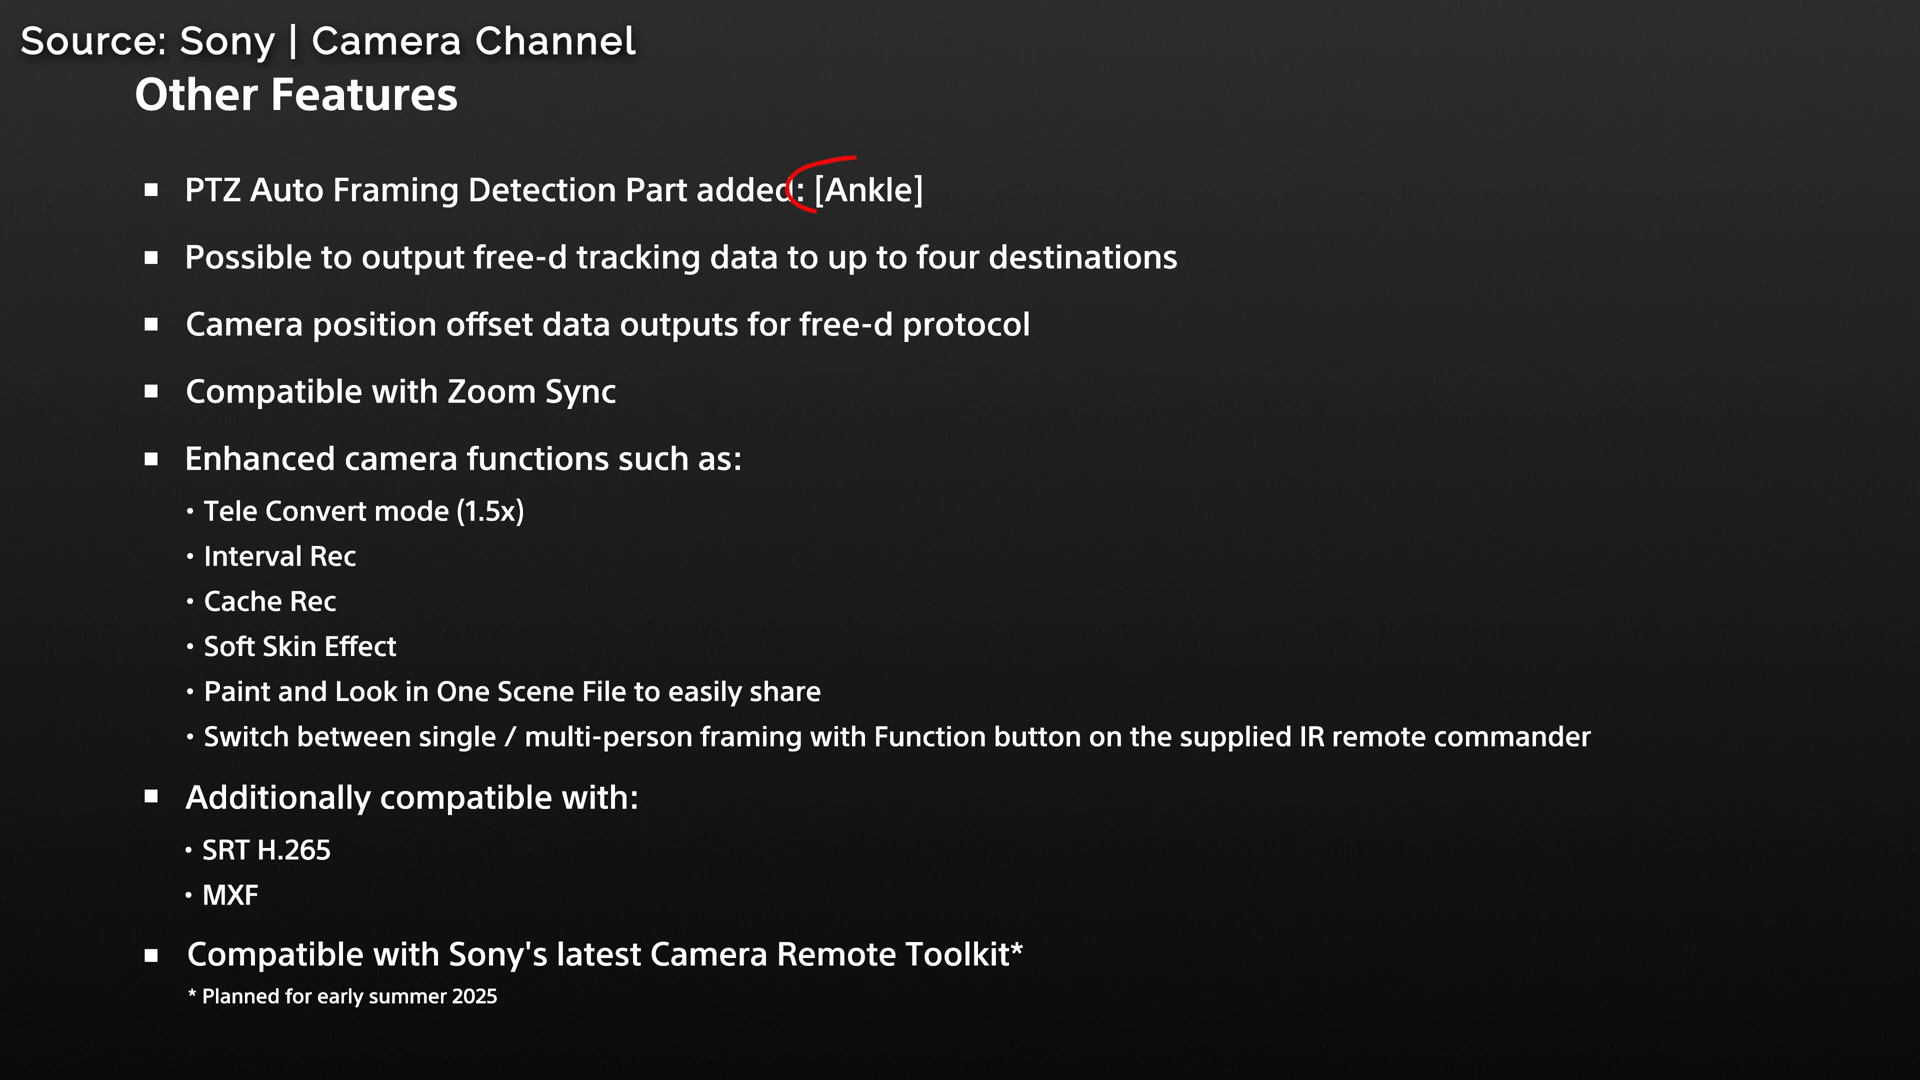 Source: Sony | Camera Channel
Other Features
▪ PTZ Auto Framing Detection Part added: [Ankle]
▪ Possible to output free-d tracking data to up to four destinations
▪ Camera position offset data outputs for free-d protocol
▪ Compatible with Zoom Sync
▪ Enhanced camera functions such as:
• Tele Convert mode (1.5x)
• Interval Rec
• Cache Rec
• Soft Skin Effect
• Paint and Look in One Scene File to easily share
• Switch between single / multi-person framing with Function button on the supplied IR remote commander
▪ Additionally compatible with:
• SRT H.265
• MXF
▪ Compatible with Sony's latest Camera Remote Toolkit*
* Planned for early summer 2025